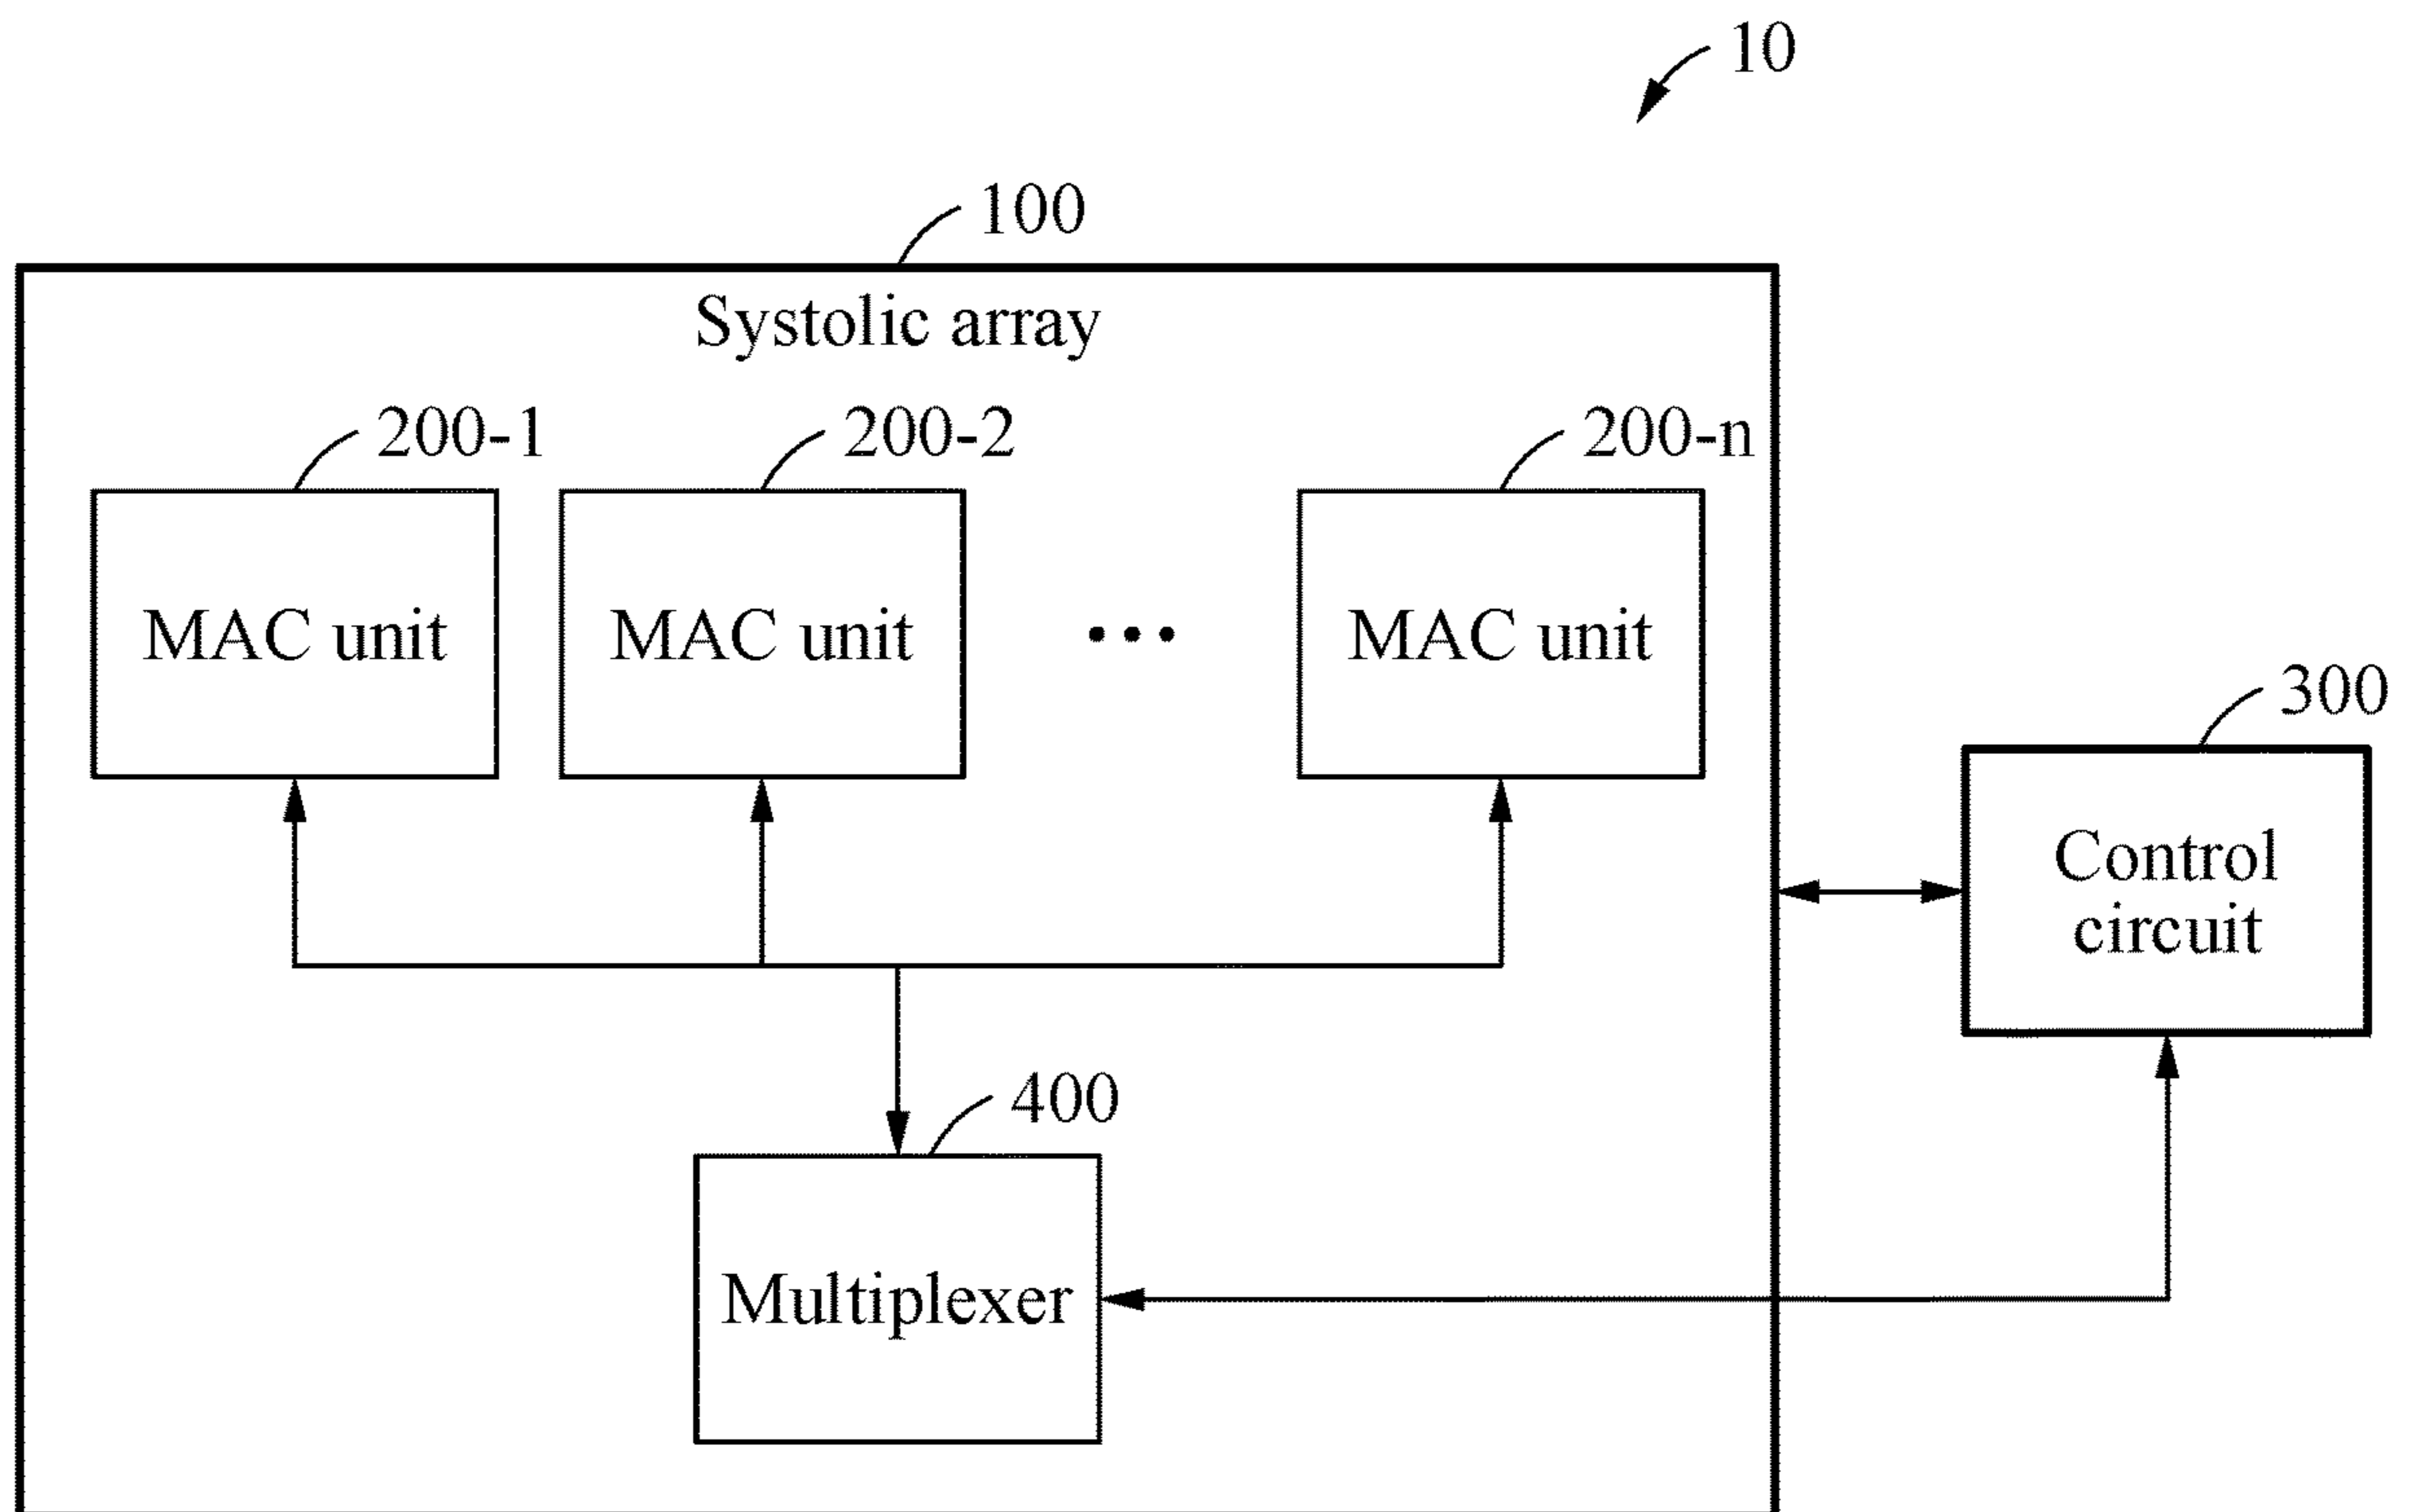 10
100
Systolic array
200-1
200-2
200-n
MAC unit
MAC unit
•••
MAC unit
300
Control
circuit
400
Multiplexer